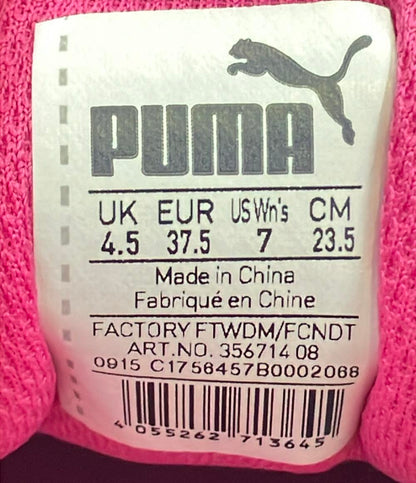 PUMA
UK EUR US Wn's CM
4.5 37.5 7 23.5
Made in China
Fabriqué en Chine
FACTORY FTWDM/FCNDT
ART.NO. 356714 08
0915 C1756457B0002068
4 055262 713645